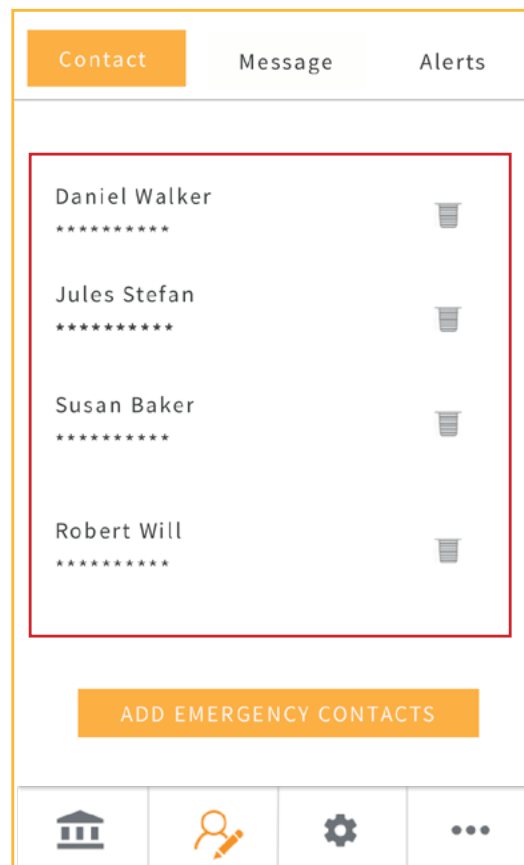 Contact
Message
Alerts
Daniel Walker
**********
Jules Stefan
**********
Susan Baker
**********
Robert Will
**********
ADD EMERGENCY CONTACTS